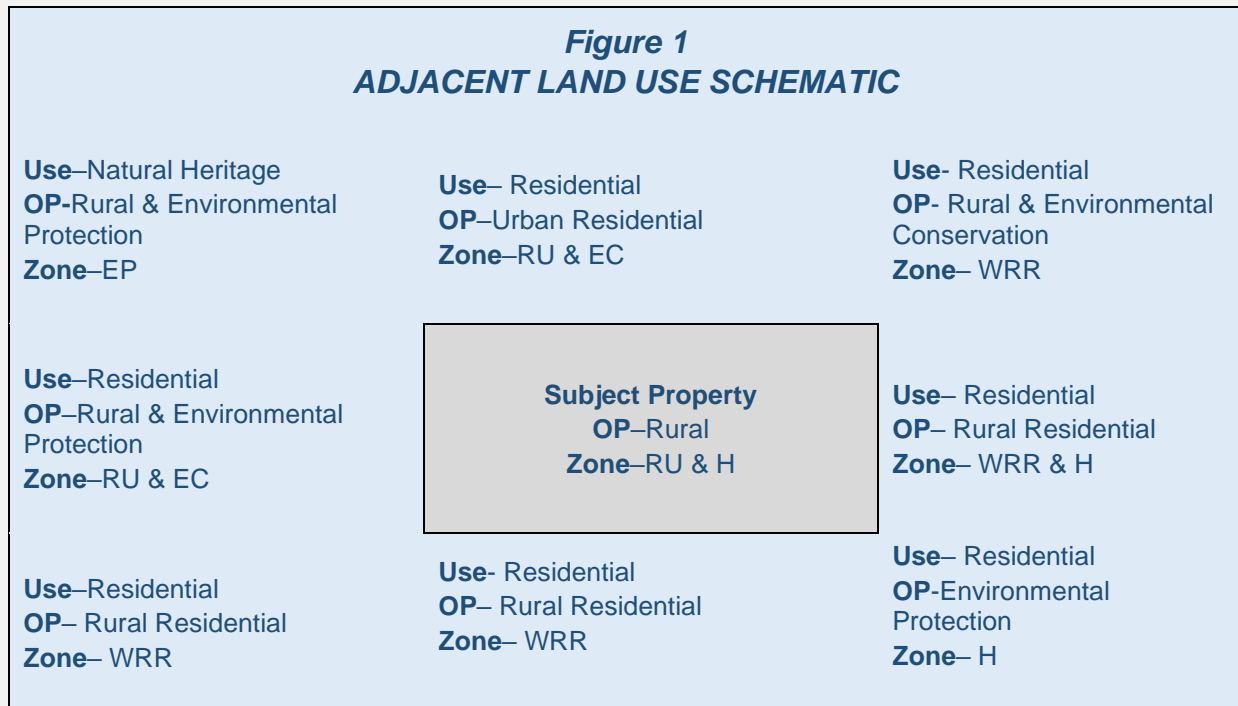 Figure 1
ADJACENT LAND USE SCHEMATIC
Use–Natural Heritage
OP-Rural & Environmental
Protection
Zone–EP
Use– Residential
OP–Urban Residential
Zone–RU & EC
Use- Residential
OP- Rural & Environmental
Conservation
Zone– WRR
Use–Residential
OP–Rural & Environmental
Protection
Zone–RU & EC
Subject Property
OP–Rural
Zone–RU & H
Use– Residential
OP– Rural Residential
Zone– WRR & H
Use–Residential
OP– Rural Residential
Zone– WRR
Use- Residential
OP– Rural Residential
Zone– WRR
Use– Residential
OP-Environmental
Protection
Zone– H